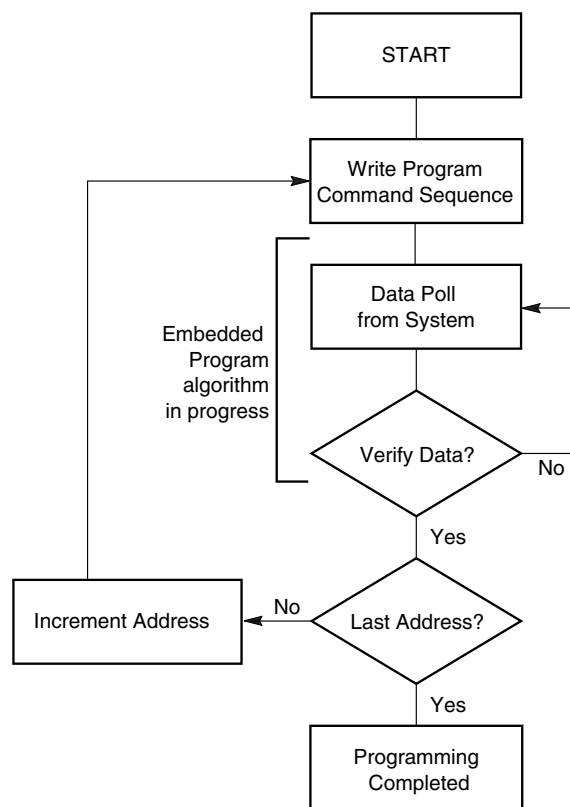 START
Write Program
Command Sequence
Data Poll
from System
Embedded
Program
algorithm
in progress
Verify Data?
No
Yes
No
Increment Address
Last Address?
Yes
Programming
Completed